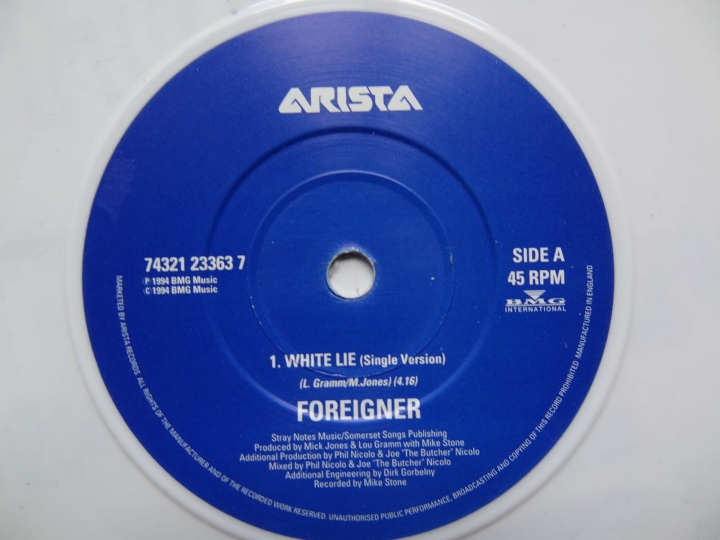 ARISTA
74321 23363 7
℗ 1994 BMG Music
© 1994 BMG Music
SIDE A
45 RPM
BMG
INTERNATIONAL
1. WHITE LIE (Single Version)
(L. Gramm/M.Jones) (4.16)
FOREIGNER
Stray Notes Music/Somerset Songs Publishing
Produced by Mick Jones & Lou Gramm with Mike Stone
Additional Production by Phil Nicolo & Joe "The Butcher" Nicolo
Mixed by Phil Nicolo & Joe "The Butcher" Nicolo
Additional Engineering by Dirk Gorbelny
Recorded by Mike Stone
MARKETED BY ARISTA RECORDS ALL RIGHTS OF THE MANUFACTURER AND OF THE RECORDED WORK RESERVED. UNAUTHORISED PUBLIC PERFORMANCE, BROADCASTING AND COPYING OF THIS RECORD PROHIBITED MANUFACTURED IN ENGLAND